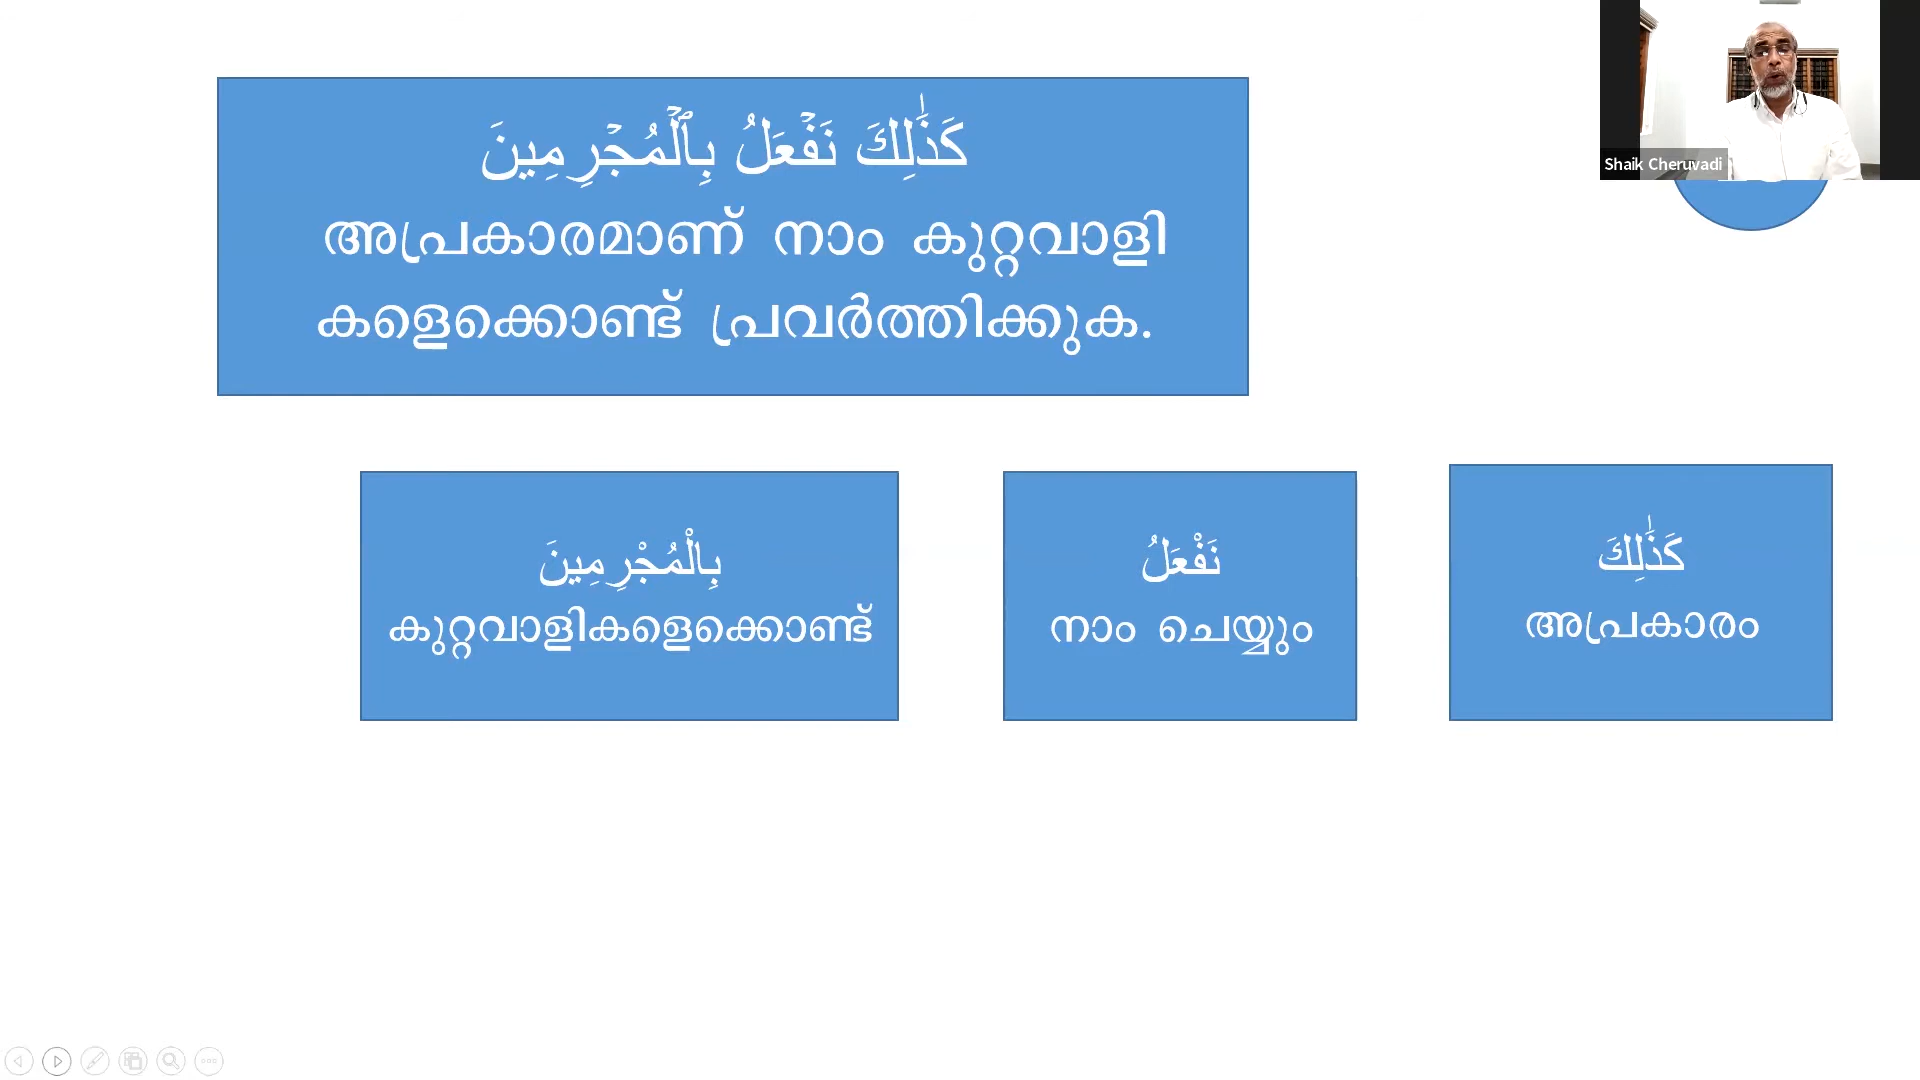 كَذَٰلِكَ نَفۡعَلُ بِٱلۡمُجۡرِمِينَ
അപ്രകാരമാണ് നാം കുറ്റവാളി
കളെക്കൊണ്ട് പ്രവർത്തിക്കുക.
Shaik Cheruvadi
كَذَٰلِكَ
അപ്രകാരം
نَفْعَلُ
നാം ചെയ്യും
بِالْمُجْرِمِينَ
കുറ്റവാളികളെക്കൊണ്ട്